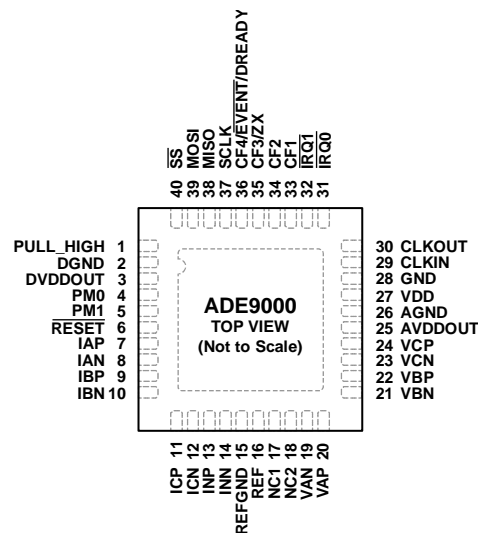 40 SS
39 MOSI
38 MISO
37 SCLK
36 CF4/EVENT/DREADY
35 CF3/ZX
34 CF2
33 CF1
32 IRQ1
31 IRQ0
PULL_HIGH 1
DGND 2
DVDDOUT 3
PM0 4
PM1 5
RESET 6
IAP 7
IAN 8
IBP 9
IBN 10
ADE9000
TOP VIEW
(Not to Scale)
30 CLKOUT
29 CLKIN
28 GND
27 VDD
26 AGND
25 AVDDOUT
24 VCP
23 VCN
22 VBP
21 VBN
ICP 11
ICN 12
INP 13
INN 14
REFGND 15
REF 16
NC1 17
NC2 18
VAN 19
VAP 20